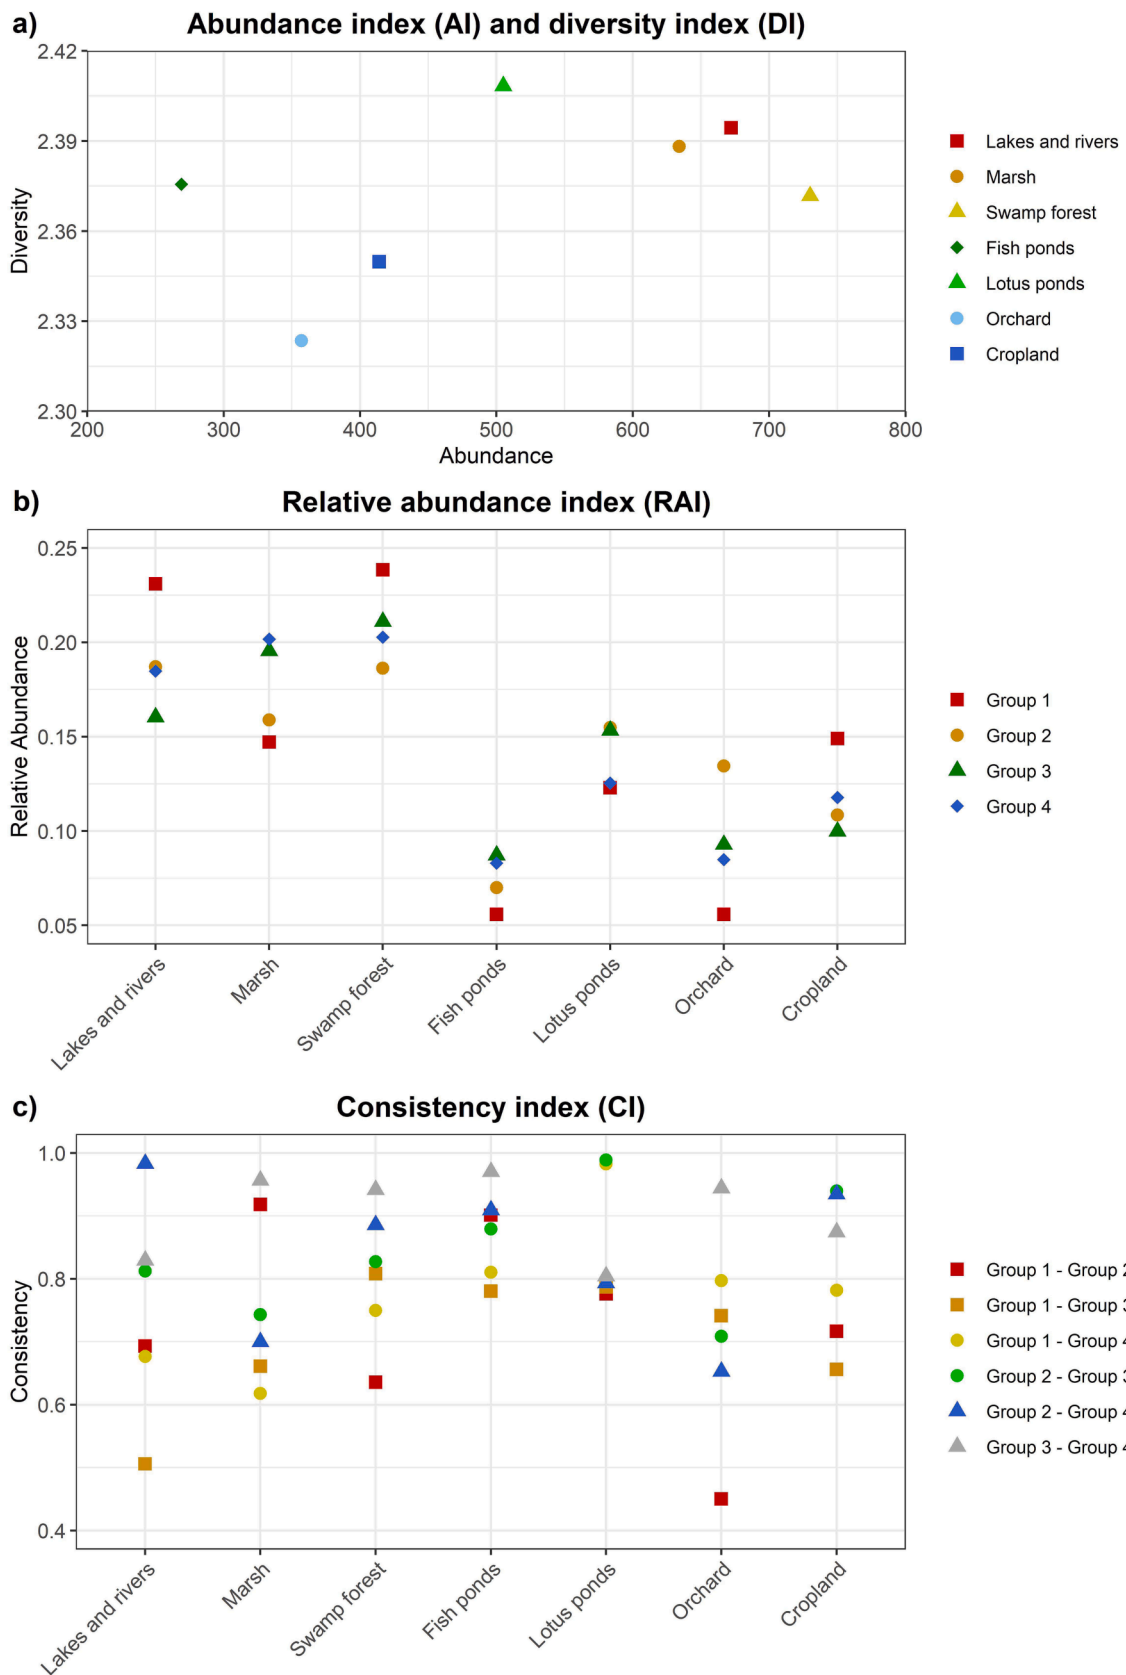 a) Abundance index (AI) and diversity index (DI)
2.42
2.39
2.36
2.33
2.30
Diversity
200 300 400 500 600 700 800
Abundance
Lakes and rivers
Marsh
Swamp forest
Fish ponds
Lotus ponds
Orchard
Cropland
b) Relative abundance index (RAI)
0.25
0.20
0.15
0.10
0.05
Relative Abundance
Lakes and rivers
Marsh
Swamp forest
Fish ponds
Lotus ponds
Orchard
Cropland
Group 1
Group 2
Group 3
Group 4
c) Consistency index (CI)
1.0
0.8
0.6
0.4
Consistency
Lakes and rivers
Marsh
Swamp forest
Fish ponds
Lotus ponds
Orchard
Cropland
Group 1 - Group 2
Group 1 - Group 3
Group 1 - Group 4
Group 2 - Group 3
Group 2 - Group 4
Group 3 - Group 4